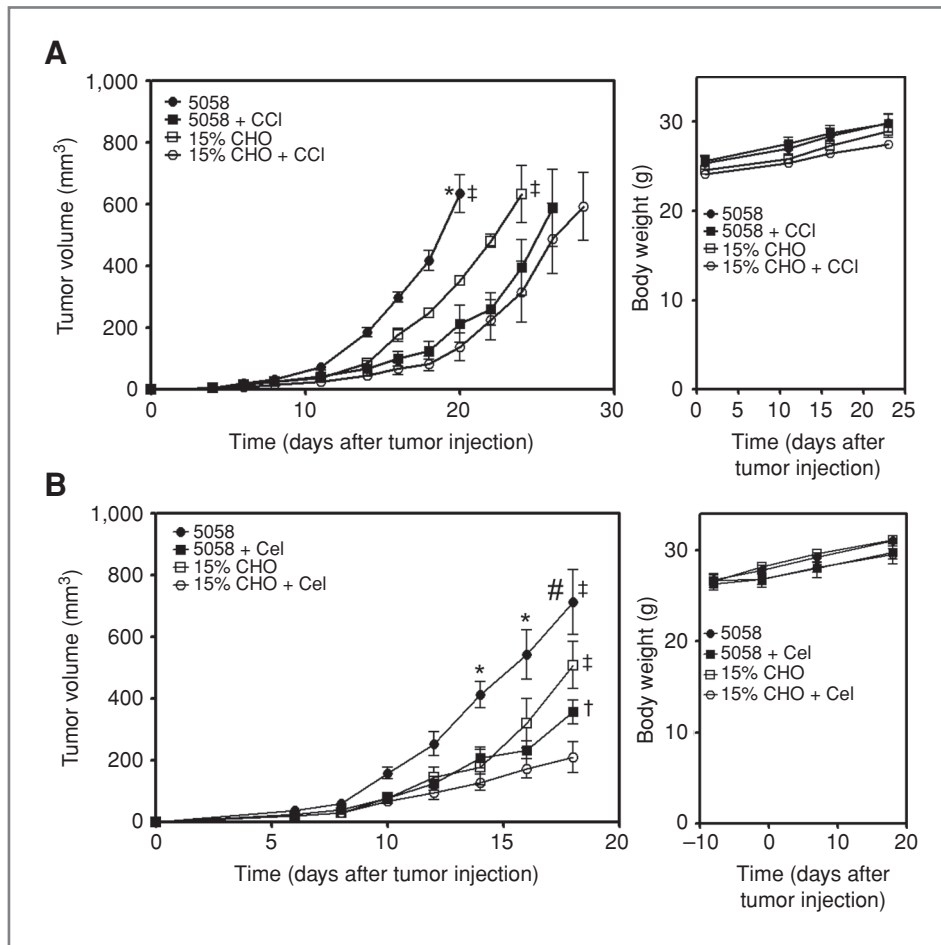 A
1,000
800
600
400
200
0
Tumor volume (mm3)
5058
5058 + CCI
15% CHO
15% CHO + CCI
*
‡
‡
0
10
20
30
Time (days after tumor injection)
30
20
10
0
Body weight (g)
5058
5058 + CCI
15% CHO
15% CHO + CCI
0 5 10 15 20 25
Time (days after
tumor injection)
B
1,000
800
600
400
200
0
Tumor volume (mm3)
5058
5058 + Cel
15% CHO
15% CHO + Cel
*
*
#
‡
‡
†
0
5
10
15
20
Time (days after tumor injection)
30
20
10
0
Body weight (g)
5058
5058 + Cel
15% CHO
15% CHO + Cel
–10 0 10 20
Time (days after
tumor injection)